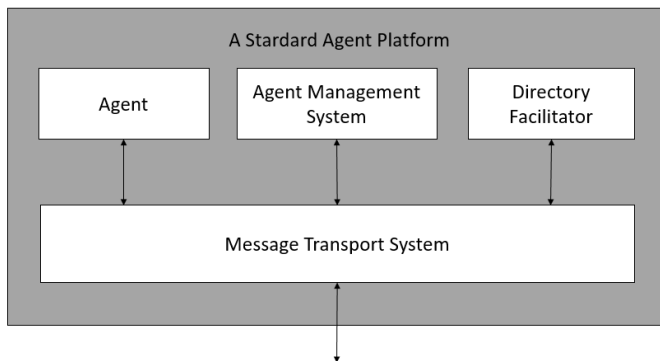 A Stardard Agent Platform
Agent
Agent Management
System
Directory
Facilitator
Message Transport System